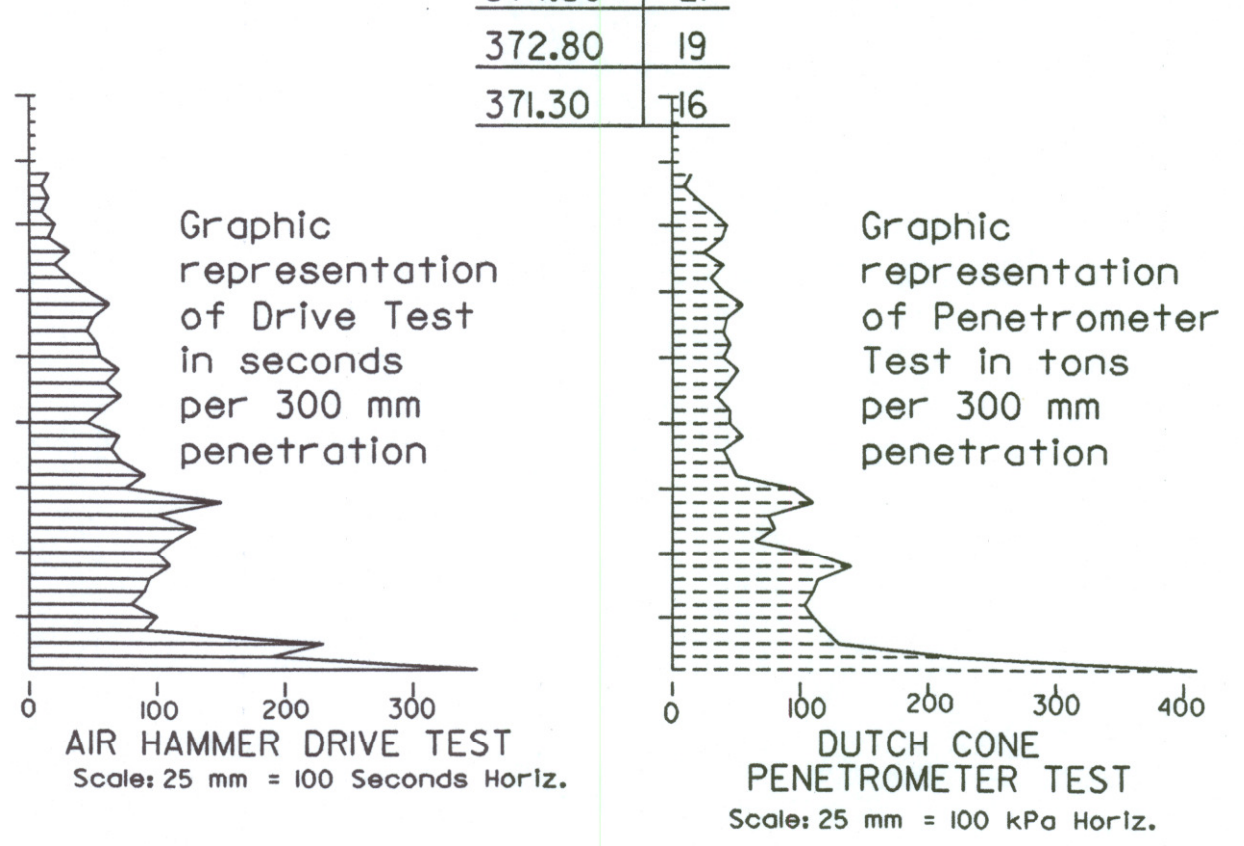 372.80 19
371.30 16
Graphic
representation
of Drive Test
in seconds
per 300 mm
penetration
Graphic
representation
of Penetrometer
Test in tons
per 300 mm
penetration
0 100 200 300
AIR HAMMER DRIVE TEST
Scale: 25 mm = 100 Seconds Horiz.
0 100 200 300 400
DUTCH CONE
PENETROMETER TEST
Scale: 25 mm = 100 kPa Horiz.